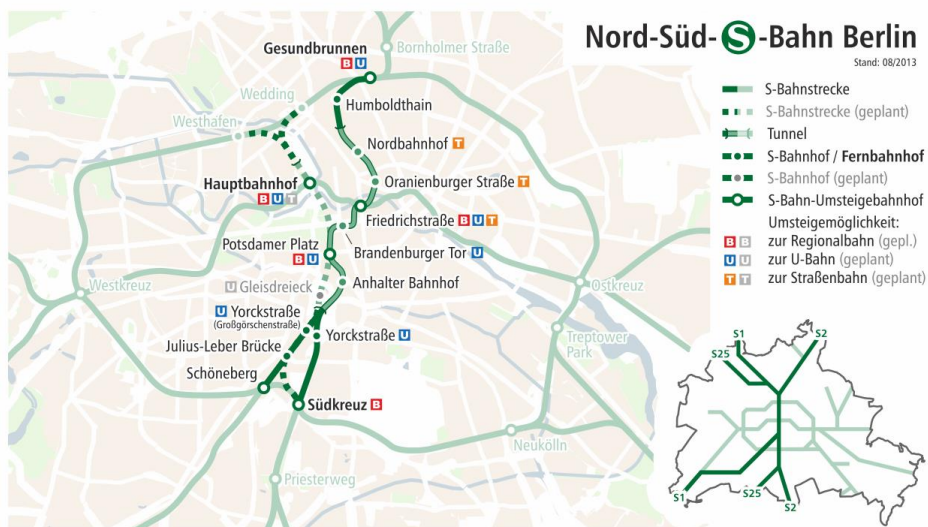 Nord-Süd-S-Bahn Berlin
Stand: 08/2013
S-Bahnstrecke
S-Bahnstrecke (geplant)
Tunnel
S-Bahnhof / Fernbahnhof
S-Bahnhof (geplant)
S-Bahn-Umsteigebahnhof
Umsteigemöglichkeit:
B B zur Regionalbahn (gepl.)
U U zur U-Bahn (geplant)
T T zur Straßenbahn (geplant)
Gesundbrunnen
B U
Bornholmer Straße
Wedding
Humboldthain
Westhafen
Nordbahnhof T
Hauptbahnhof
B U T
Oranienburger Straße T
Friedrichstraße B U T
Potsdamer Platz
B U
Brandenburger Tor U
Anhalter Bahnhof
U Gleisdreieck
Westkreuz
Ostkreuz
U Yorckstraße
(Großgörschenstraße)
Yorckstraße U
Julius-Leber Brücke
Treptower
Park
Schöneberg
Südkreuz B
Neukölln
Priesterweg
S1
S2
S25
S1
S25
S2